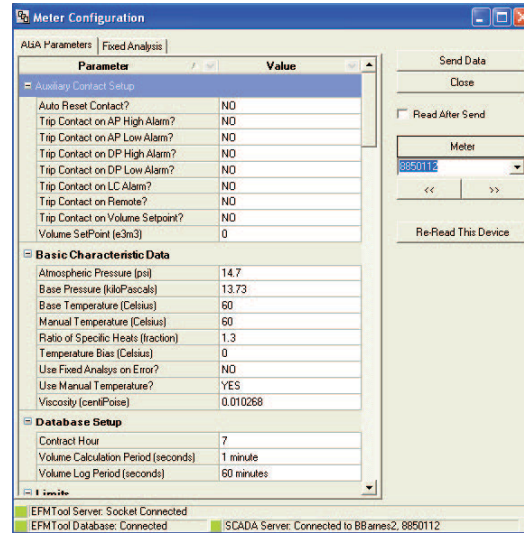 Meter Configuration
AGA Parameters Fixed Analysis
Parameter Value
Auxiliary Contact Setup
Auto Reset Contact? NO
Trip Contact on AP High Alarm? NO
Trip Contact on AP Low Alarm? NO
Trip Contact on DP High Alarm? NO
Trip Contact on DP Low Alarm? NO
Trip Contact on LC Alarm? NO
Trip Contact on Remote? NO
Trip Contact on Volume Setpoint? NO
Volume SetPoint (e3m3) 0
Basic Characteristic Data
Atmospheric Pressure (psi) 14.7
Base Pressure (kiloPascals) 13.73
Base Temperature (Celsius) 60
Manual Temperature (Celsius) 60
Ratio of Specific Heats (fraction) 1.3
Temperature Bias (Celsius) 0
Use Fixed Analsys on Error? NO
Use Manual Temperature? YES
Viscosity (centiPoise) 0.010268
Database Setup
Contract Hour 7
Volume Calculation Period (seconds) 1 minute
Volume Log Period (seconds) 60 minutes
Limits
Send Data
Close
Read After Send
Meter
8850112
<< >>
Re-Read This Device
EFMTool Server: Socket Connected
EFMTool Database: Connected SCADA Server: Connected to BBarnes2, 8850112